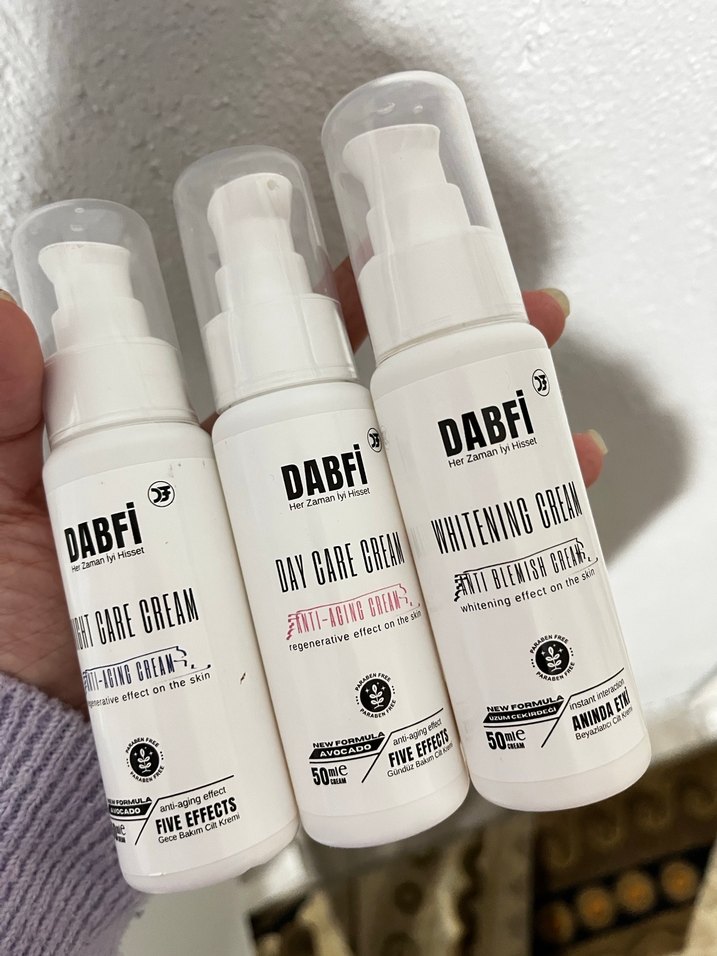 DABFİ
Her Zaman İyi Hisset
CARE CREAM
ANTI-AGING CREAM
regenerative effect on the skin
PARABEN FREE
PARABEN FREE
NEW FORMULA
AVOCADO
anti-aging effect
FIVE EFFECTS
Gece Bakım Cilt Kremi
DABFİ
Her Zaman İyi Hisset
DAY CARE CREAM
ANTI-AGING CREAM
regenerative effect on the skin
PARABEN FREE
PARABEN FREE
NEW FORMULA
AVOCADO
50mle
CREAM
anti-aging effect
FIVE EFFECTS
Gündüz Bakım Cilt Kremi
DABFİ
Her Zaman İyi Hisset
WHITENING CREAM
ANTI BLEMISH CREAM
whitening effect on the skin
PARABEN FREE
PARABEN FREE
NEW FORMULA
ÜZÜM ÇEKİRDEĞİ
50mle
CREAM
instant interaction
ANINDA ETKİ
Beyazlatıcı Cilt Kremi